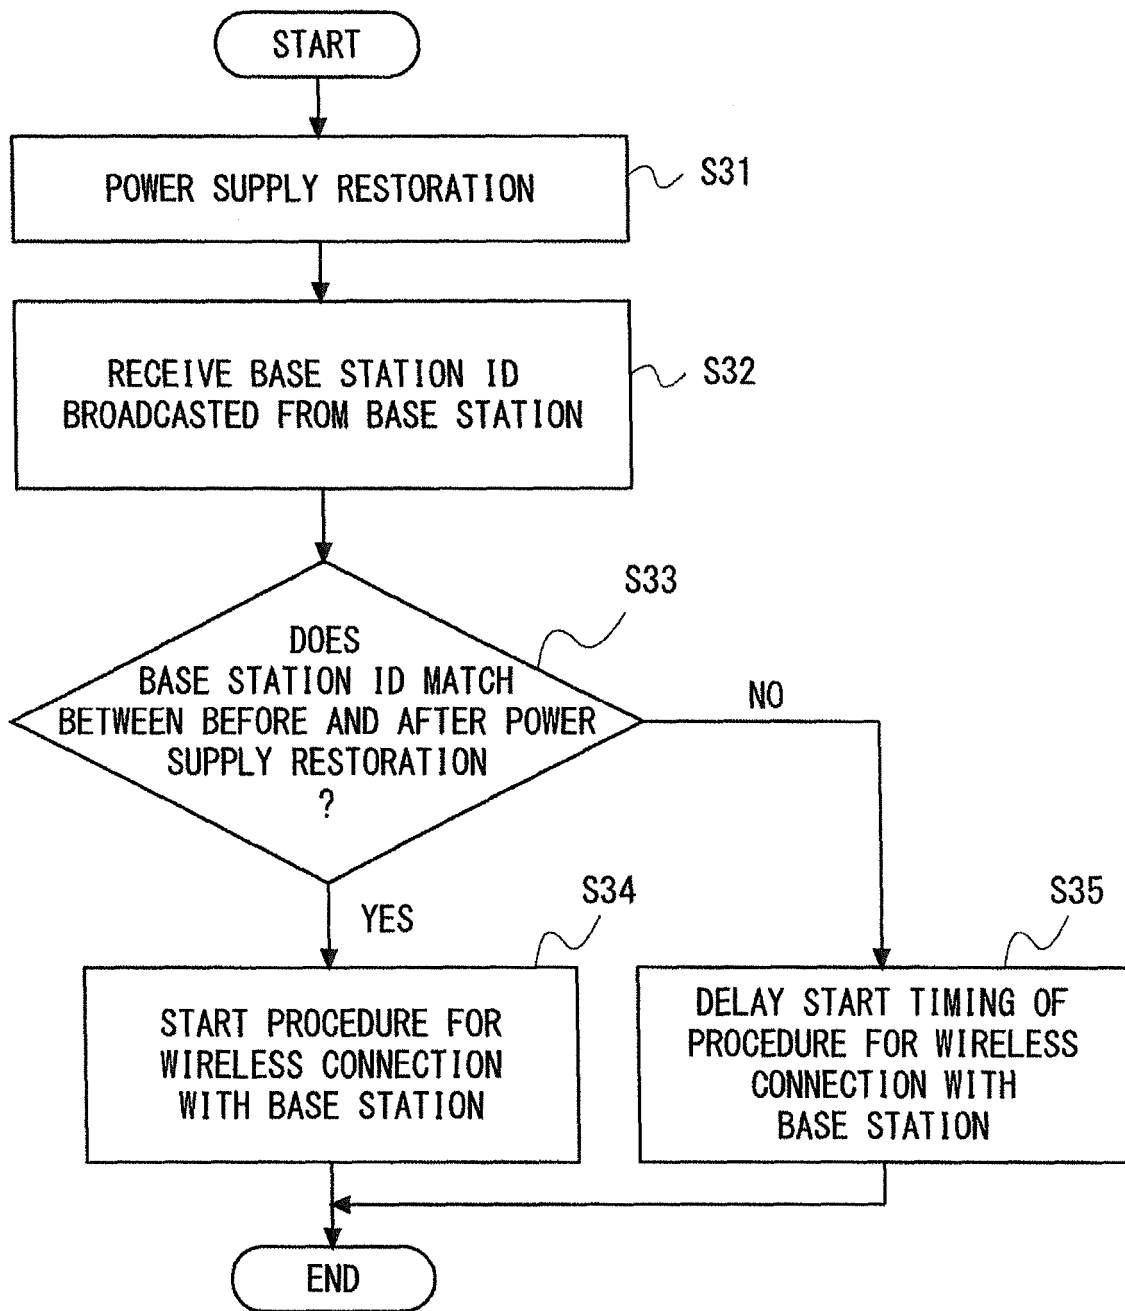 START
POWER SUPPLY RESTORATION
S31
RECEIVE BASE STATION ID
BROADCASTED FROM BASE STATION
S32
S33
DOES
BASE STATION ID MATCH
BETWEEN BEFORE AND AFTER POWER
SUPPLY RESTORATION
?
NO
YES
S34
START PROCEDURE FOR
WIRELESS CONNECTION
WITH BASE STATION
S35
DELAY START TIMING OF
PROCEDURE FOR WIRELESS
CONNECTION WITH
BASE STATION
END